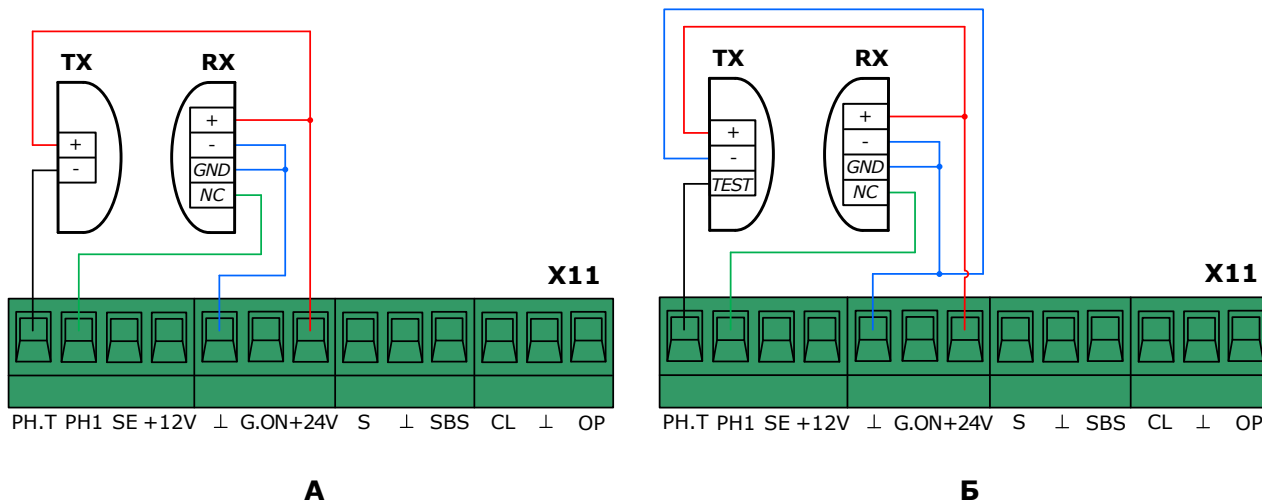 TX RX
+
-
+
-
GND
NC
X11
PH.T PH1 SE +12V ⊥ G.ON+24V S ⊥ SBS CL ⊥ OP
А
TX RX
+
-
TEST
+
-
GND
NC
X11
PH.T PH1 SE +12V ⊥ G.ON+24V S ⊥ SBS CL ⊥ OP
Б